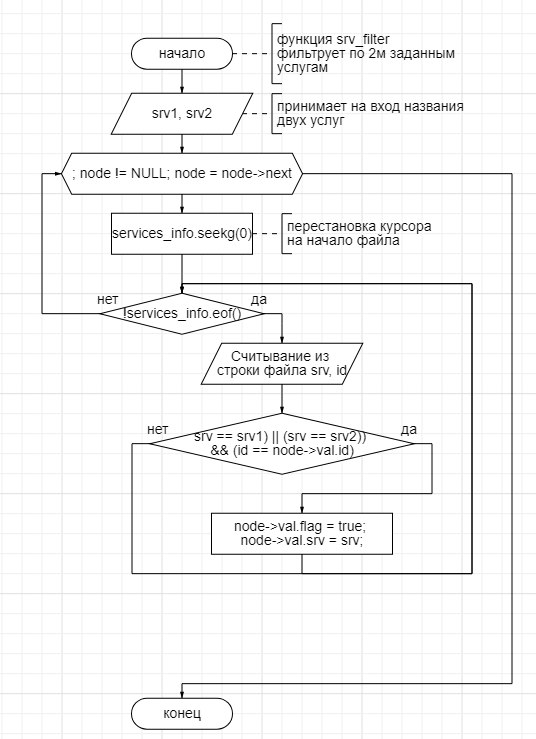 начало
функция srv_filter
фильтрует по 2м заданным
услугам
srv1, srv2
принимает на вход названия
двух услуг
; node != NULL; node = node->next
services_info.seekg(0)
перестановка курсора
на начало файла
нет
да
!services_info.eof()
Считывание из
строки файла srv, id
нет
да
srv == srv1) || (srv == srv2))
&& (id == node->val.id)
node->val.flag = true;
node->val.srv = srv;
конец